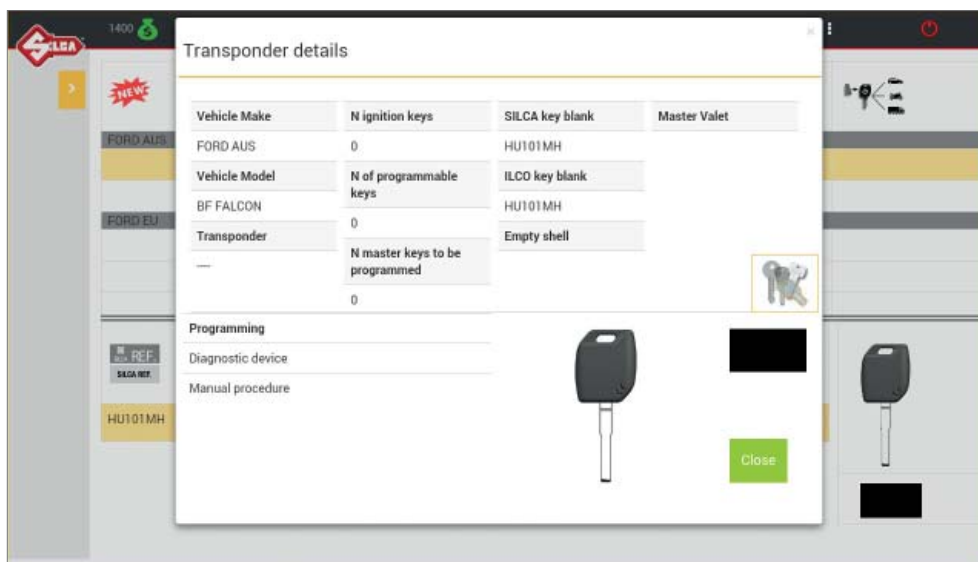 1400
SILCA
Transponder details
NEW
Vehicle Make
N ignition keys
SILCA key blank
Master Valet
FORD AUS
FORD AUS
0
HU101MH
Vehicle Model
N of programmable
keys
ILCO key blank
BF FALCON
HU101MH
FORD EU
0
Transponder
Empty shell
—
N master keys to be
programmed
0
Programming
Diagnostic device
Manual procedure
REF.
SILCA REF.
HU101MH
Close